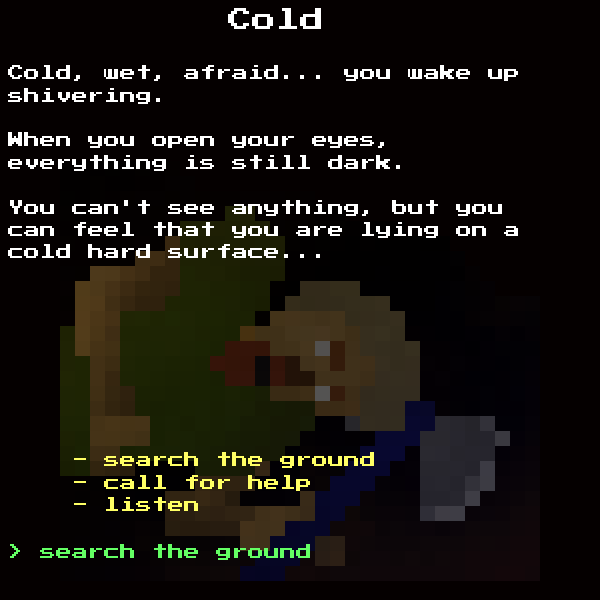 Cold
Cold, wet, afraid... you wake up
shivering.
When you open your eyes,
everything is still dark.
You can't see anything, but you
can feel that you are lying on a
cold hard surface...
- search the ground
- call for help
- listen
> search the ground